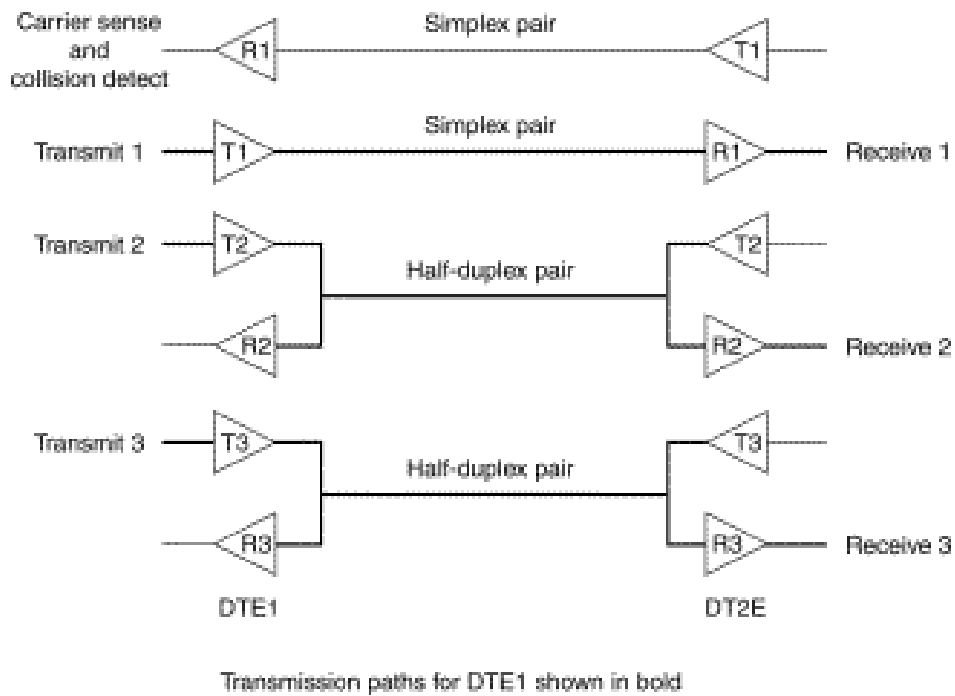 Carrier sense
and
collision detect
R1
Simplex pair
T1
Transmit 1
T1
Simplex pair
R1
Receive 1
Transmit 2
T2
T2
Half-duplex pair
R2
R2
Receive 2
Transmit 3
T3
T3
Half-duplex pair
R3
R3
Receive 3
DTE1
DT2E
Transmission paths for DTE1 shown in bold